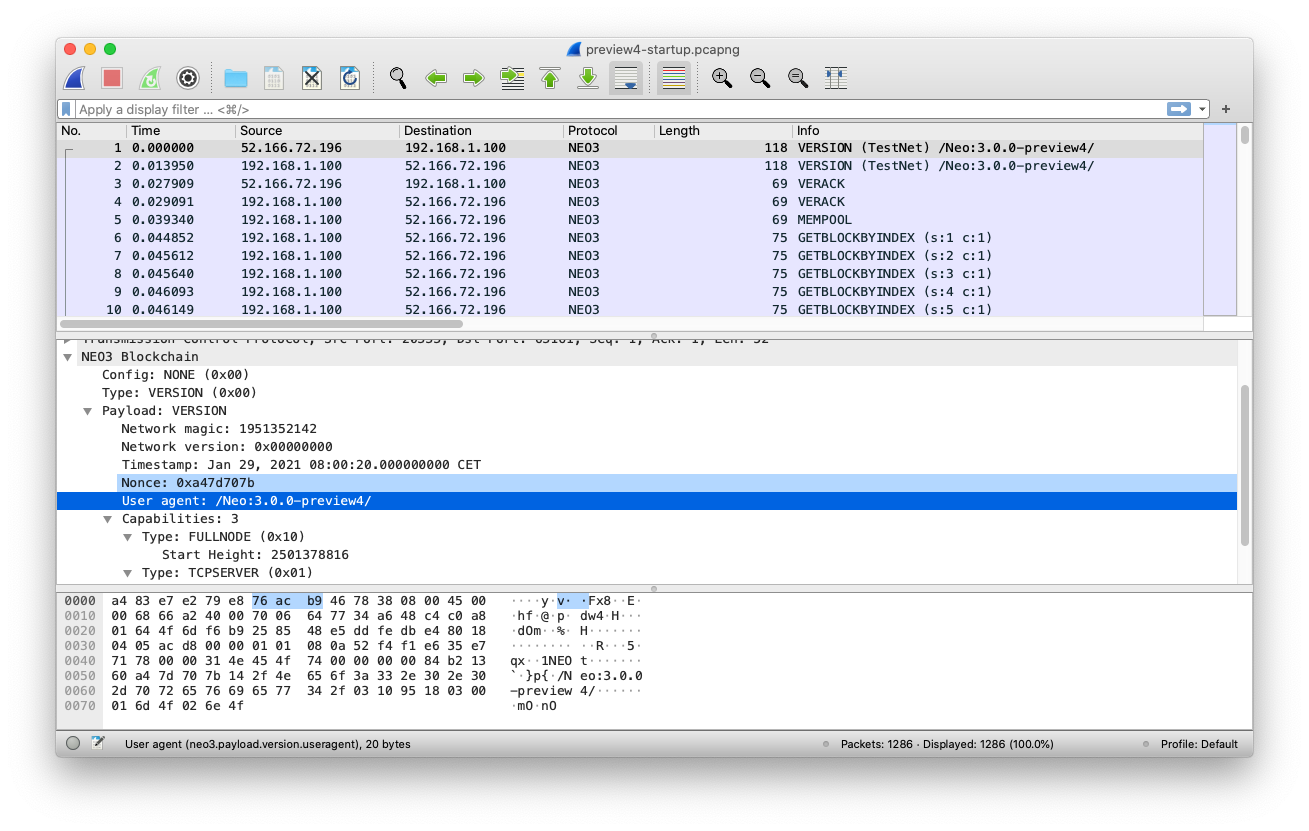 preview4-startup.pcapng
Apply a display filter … <⌘/>
No. Time Source Destination Protocol Length Info
1 0.000000 52.166.72.196 192.168.1.100 NEO3 118 VERSION (TestNet) /Neo:3.0.0-preview4/
2 0.013950 192.168.1.100 52.166.72.196 NEO3 118 VERSION (TestNet) /Neo:3.0.0-preview4/
3 0.027909 52.166.72.196 192.168.1.100 NEO3 69 VERACK
4 0.029091 192.168.1.100 52.166.72.196 NEO3 69 VERACK
5 0.039340 192.168.1.100 52.166.72.196 NEO3 69 MEMPOOL
6 0.044852 192.168.1.100 52.166.72.196 NEO3 75 GETBLOCKBYINDEX (s:1 c:1)
7 0.045612 192.168.1.100 52.166.72.196 NEO3 75 GETBLOCKBYINDEX (s:2 c:1)
8 0.045640 192.168.1.100 52.166.72.196 NEO3 75 GETBLOCKBYINDEX (s:3 c:1)
9 0.046093 192.168.1.100 52.166.72.196 NEO3 75 GETBLOCKBYINDEX (s:4 c:1)
10 0.046149 192.168.1.100 52.166.72.196 NEO3 75 GETBLOCKBYINDEX (s:5 c:1)
Transmission Control Protocol, Src Port: 20333, Dst Port: Seq: 1, Ack: 1, Len: 52
NEO3 Blockchain
Config: NONE (0x00)
Type: VERSION (0x00)
Payload: VERSION
Network magic: 1951352142
Network version: 0x00000000
Timestamp: Jan 29, 2021 08:00:20.000000000 CET
Nonce: 0xa47d707b
User agent: /Neo:3.0.0-preview4/
Capabilities: 3
Type: FULLNODE (0x10)
Start Height: 2501378816
Type: TCPSERVER (0x01)
0000 a4 83 e7 e2 79 e8 76 ac b9 46 78 38 08 00 45 00 ····y·v· ·Fx8··E·
0010 00 68 66 a2 40 00 70 06 64 77 34 a6 48 c4 c0 a8 ·hf·@·p· dw4·H···
0020 01 64 4f 6d f6 b9 25 85 48 e5 dd fe db e4 80 18 ·dOm··%· H·······
0030 04 05 ac d8 00 00 01 01 08 0a 52 f4 f1 e6 35 e7 ········ ··R···5·
0040 71 78 00 00 31 4e 45 4f 74 00 00 00 00 84 b2 13 qx··1NEO t·······
0050 60 a4 7d 70 7b 14 2f 4e 65 6f 3a 33 2e 30 2e 30 `·}p{·/N eo:3.0.0
0060 2d 70 72 65 76 69 65 77 34 2f 03 10 95 18 03 00 -preview 4/······
0070 01 6d 4f 02 6e 4f ·mO·nO
User agent (neo3.payload.version.useragent), 20 bytes Packets: 1286 · Displayed: 1286 (100.0%) Profile: Default